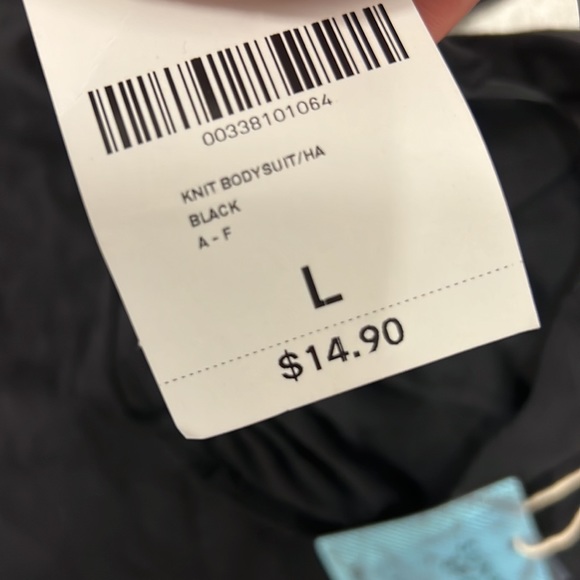 00338101064
KNIT BODYSUIT/HA
BLACK
A - F
L
$14.90